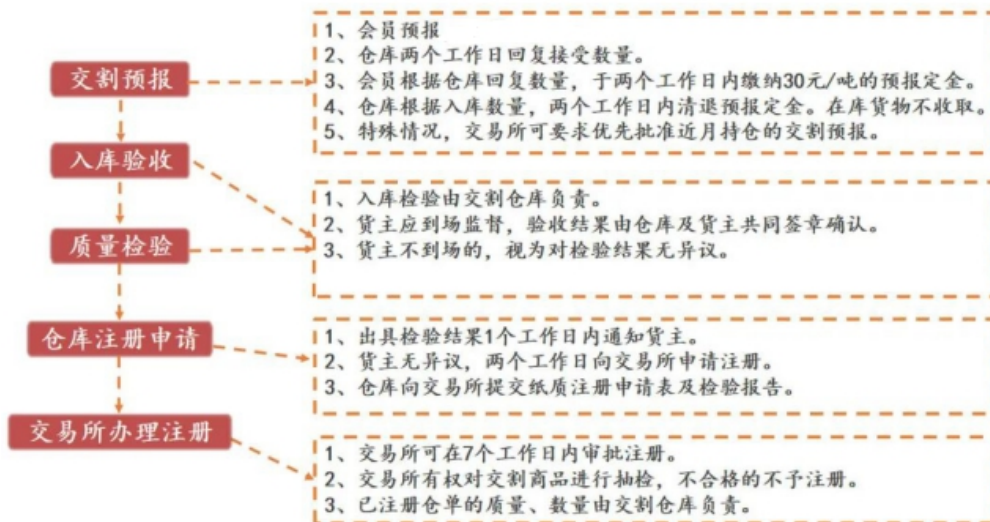 交割预报
1、会员预报
2、仓库两个工作日回复接受数量。
3、会员根据仓库回复数量，于两个工作日内缴纳30元/吨的预报定金。
4、仓库根据入库数量，两个工作日内清退预报定金。在库货物不收取。
5、特殊情况，交易所可要求优先批准近月持仓的交割预报。
入库验收
质量检验
1、入库检验由交割仓库负责。
2、货主应到场监督，验收结果由仓库及货主共同签章确认。
3、货主不到场的，视为对检验结果无异议。
仓库注册申请
1、出具检验结果1个工作日内通知货主。
2、货主无异议，两个工作日向交易所申请注册。
3、仓库向交易所提交纸质注册申请表及检验报告。
交易所办理注册
1、交易所可在7个工作日内审批注册。
2、交易所有权对交割商品进行抽检，不合格的不予注册。
3、已注册仓单的质量、数量由交割仓库负责。